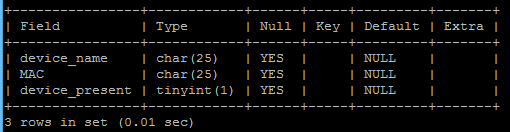 +----------------+------------+------+-----+---------+-------+
| Field          | Type       | Null | Key | Default | Extra |
+----------------+------------+------+-----+---------+-------+
| device_name    | char(25)   | YES  |     | NULL    |       |
| MAC            | char(25)   | YES  |     | NULL    |       |
| device_present | tinyint(1) | YES  |     | NULL    |       |
+----------------+------------+------+-----+---------+-------+
3 rows in set (0.01 sec)